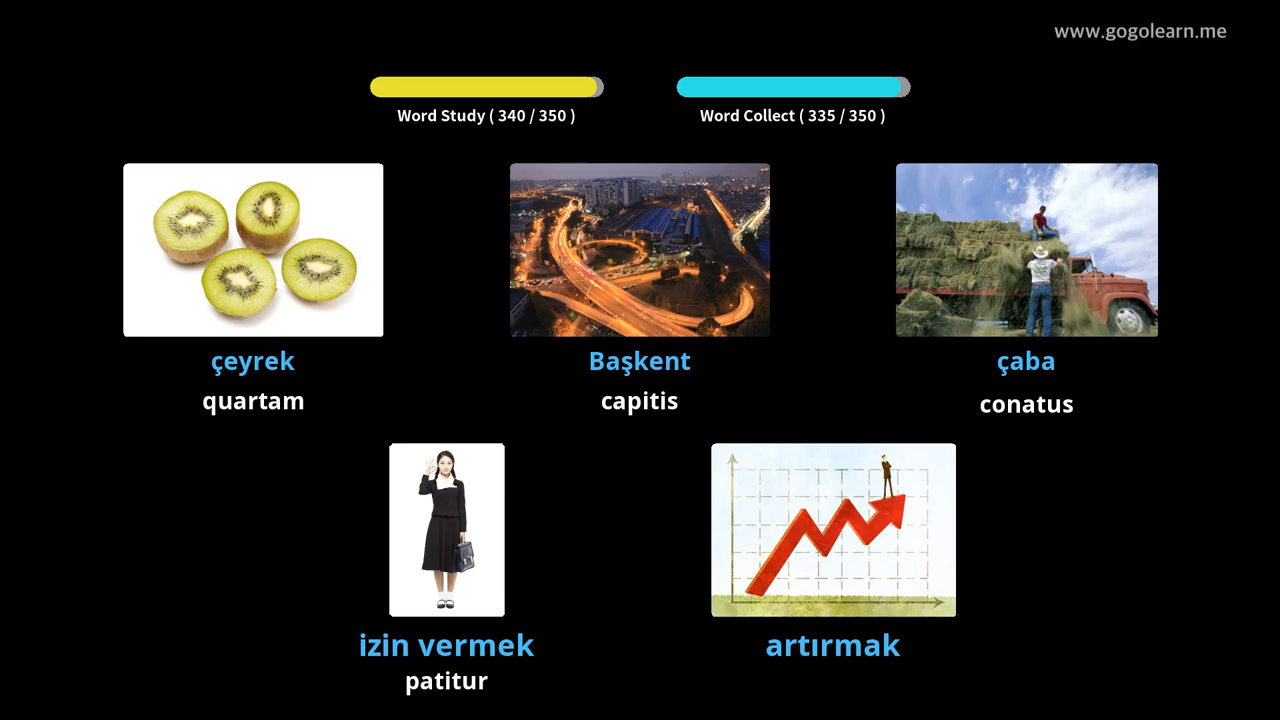 www.gogolearn.me
Word Study ( 340 / 350 )
Word Collect ( 335 / 350 )
çeyrek
quartam
Başkent
capitis
çaba
conatus
izin vermek
patitur
artırmak